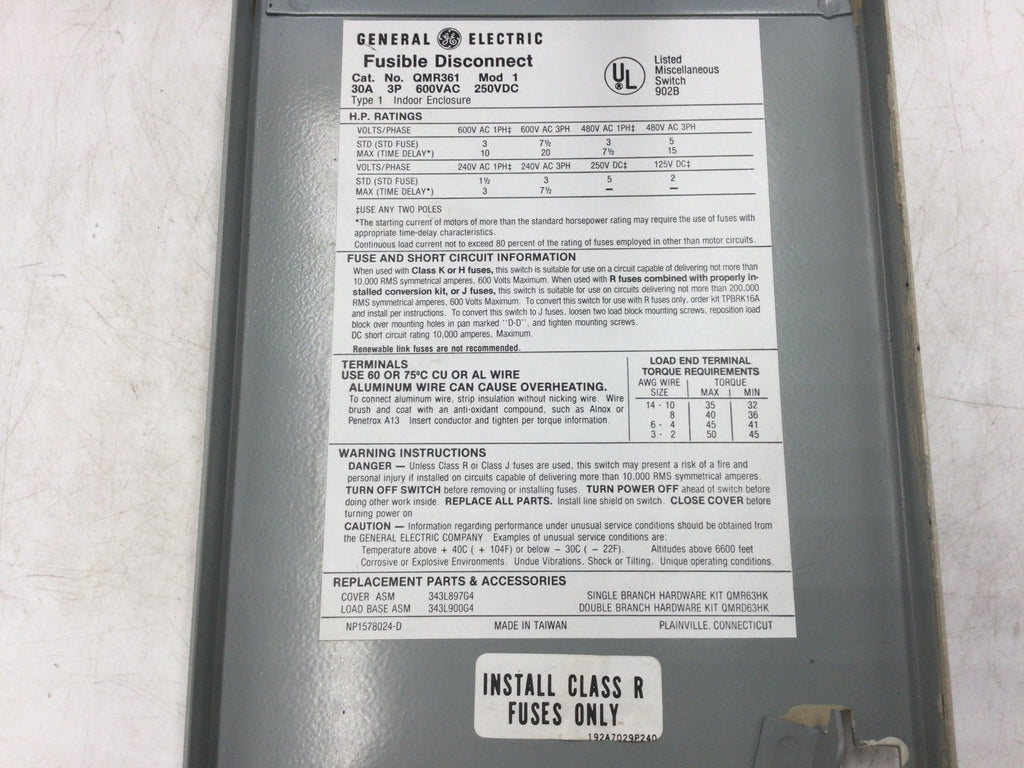 GENERAL GE ELECTRIC
Fusible Disconnect
Cat. No. QMR361 Mod 1
30A 3P 600VAC 250VDC
Type 1 Indoor Enclosure
UL
Listed
Miscellaneous
Switch
902B
H.P. RATINGS
VOLTS/PHASE 600V AC 1PH‡ 600V AC 3PH 480V AC 1PH‡ 480V AC 3PH
STD (STD FUSE) 3 7½ 3 5
MAX (TIME DELAY*) 10 20 7½ 15
VOLTS/PHASE 240V AC 1PH‡ 240V AC 3PH 250V DC‡ 125V DC‡
STD (STD FUSE) 1½ 3 5 2
MAX (TIME DELAY*) 3 7½ — —
‡USE ANY TWO POLES
*The starting current of motors of more than the standard horsepower rating may require the use of fuses with
appropriate time-delay characteristics.
Continuous load current not to exceed 80 percent of the rating of fuses employed in other than motor circuits.
FUSE AND SHORT CIRCUIT INFORMATION
When used with Class K or H fuses, this switch is suitable for use on a circuit capable of delivering not more than
10,000 RMS symmetrical amperes, 600 Volts Maximum. When used with R fuses combined with properly in-
stalled conversion kit, or J fuses, this switch is suitable for use on circuits delivering not more than 200,000
RMS symmetrical amperes, 600 Volts Maximum. To convert this switch for use with R fuses only, order kit TPBRK16A
and install per instructions. To convert this switch to J fuses, loosen two load block mounting screws, reposition load
block over mounting holes in pan marked ''D-D'', and tighten mounting screws.
DC short circuit rating 10,000 amperes, Maximum.
Renewable link fuses are not recommended.
TERMINALS
USE 60 OR 75°C CU OR AL WIRE
ALUMINUM WIRE CAN CAUSE OVERHEATING.
To connect aluminum wire, strip insulation without nicking wire. Wire
brush and coat with an anti-oxidant compound, such as Alnox or
Penetrox A13 Insert conductor and tighten per torque information.
LOAD END TERMINAL
TORQUE REQUIREMENTS
AWG WIRE TORQUE
SIZE MAX MIN
14 - 10 35 32
8 40 36
6 - 4 45 41
3 - 2 50 45
WARNING INSTRUCTIONS
DANGER — Unless Class R or Class J fuses are used, this switch may present a risk of a fire and
personal injury if installed on circuits capable of delivering more than 10,000 RMS symmetrical amperes.
TURN OFF SWITCH before removing or installing fuses. TURN POWER OFF ahead of switch before
doing other work inside. REPLACE ALL PARTS. Install line shield on switch. CLOSE COVER before
turning power on
CAUTION — Information regarding performance under unusual service conditions should be obtained from
the GENERAL ELECTRIC COMPANY Examples of unusual service conditions are:
Temperature above + 40C ( + 104F) or below – 30C ( – 22F). Altitudes above 6600 feet
Corrosive or Explosive Environments. Undue Vibrations, Shock or Tilting. Unique operating conditions.
REPLACEMENT PARTS & ACCESSORIES
COVER ASM 343L897G4 SINGLE BRANCH HARDWARE KIT QMR63HK
LOAD BASE ASM 343L900G4 DOUBLE BRANCH HARDWARE KIT QMRD63HK
NP1578024-D MADE IN TAIWAN PLAINVILLE, CONNECTICUT
INSTALL CLASS R
FUSES ONLY
192A7029P240